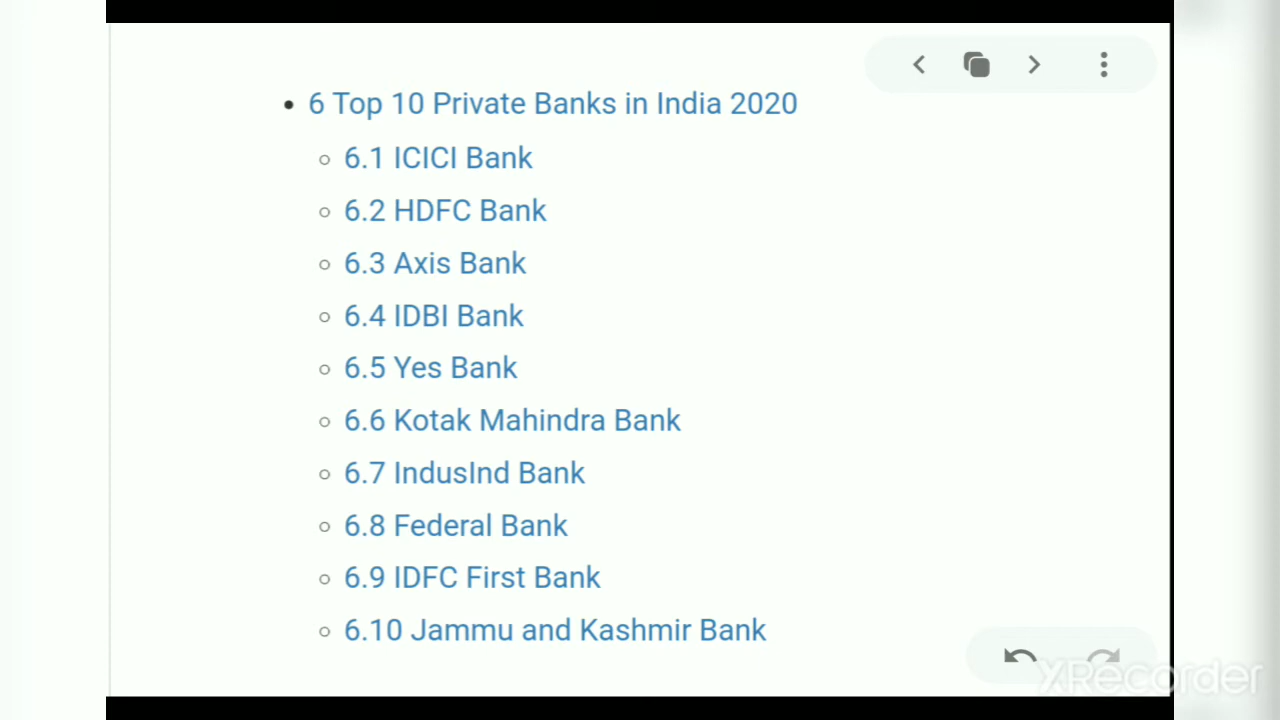 6 Top 10 Private Banks in India 2020
6.1 ICICI Bank
6.2 HDFC Bank
6.3 Axis Bank
6.4 IDBI Bank
6.5 Yes Bank
6.6 Kotak Mahindra Bank
6.7 IndusInd Bank
6.8 Federal Bank
6.9 IDFC First Bank
6.10 Jammu and Kashmir Bank
XRecorder